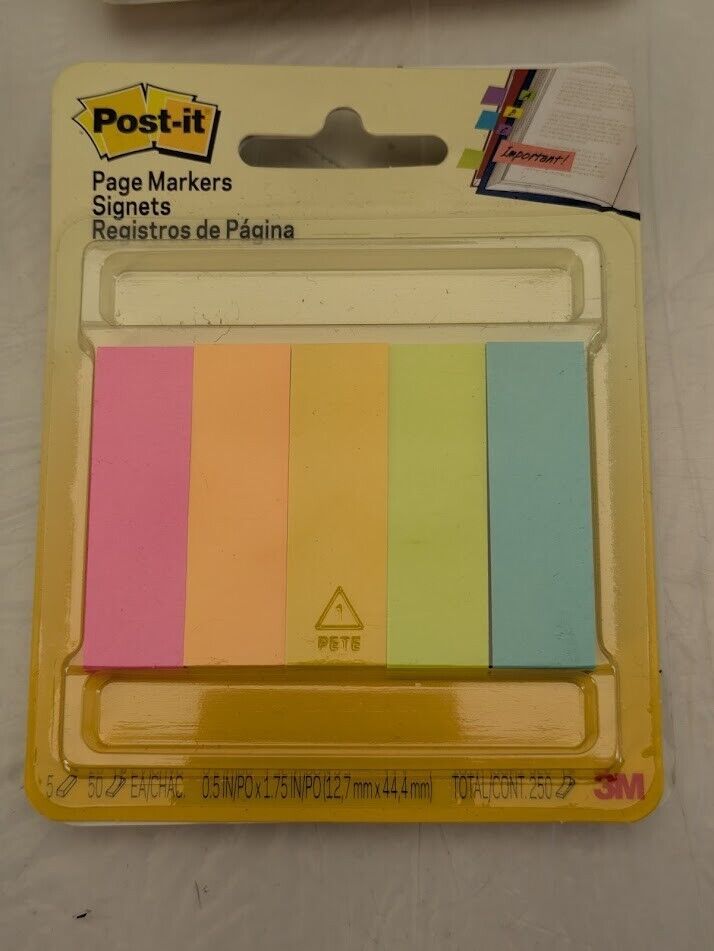 Post-it
Page Markers
Signets
Registros de Página
Important!
1
PETE
5 50 EA/CHAC. 0.5 IN/PO x 1.75 IN/PO (12,7 mm x 44,4 mm) TOTAL/CONT. 250
3M